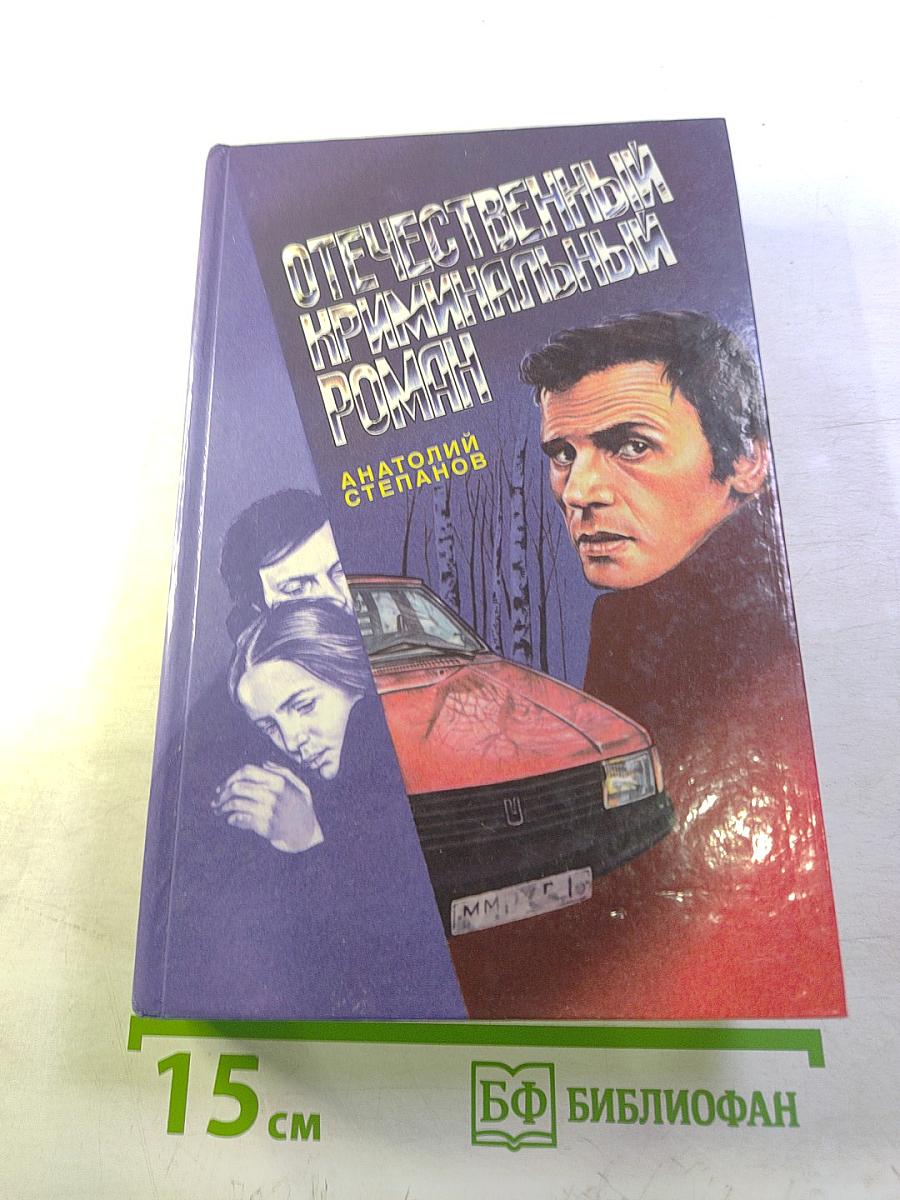 ОТЕЧЕСТВЕННЫЙ
КРИМИНАЛЬНЫЙ
РОМАН
АНАТОЛИЙ
СТЕПАНОВ
15 см
БФ БИБЛИОФАН